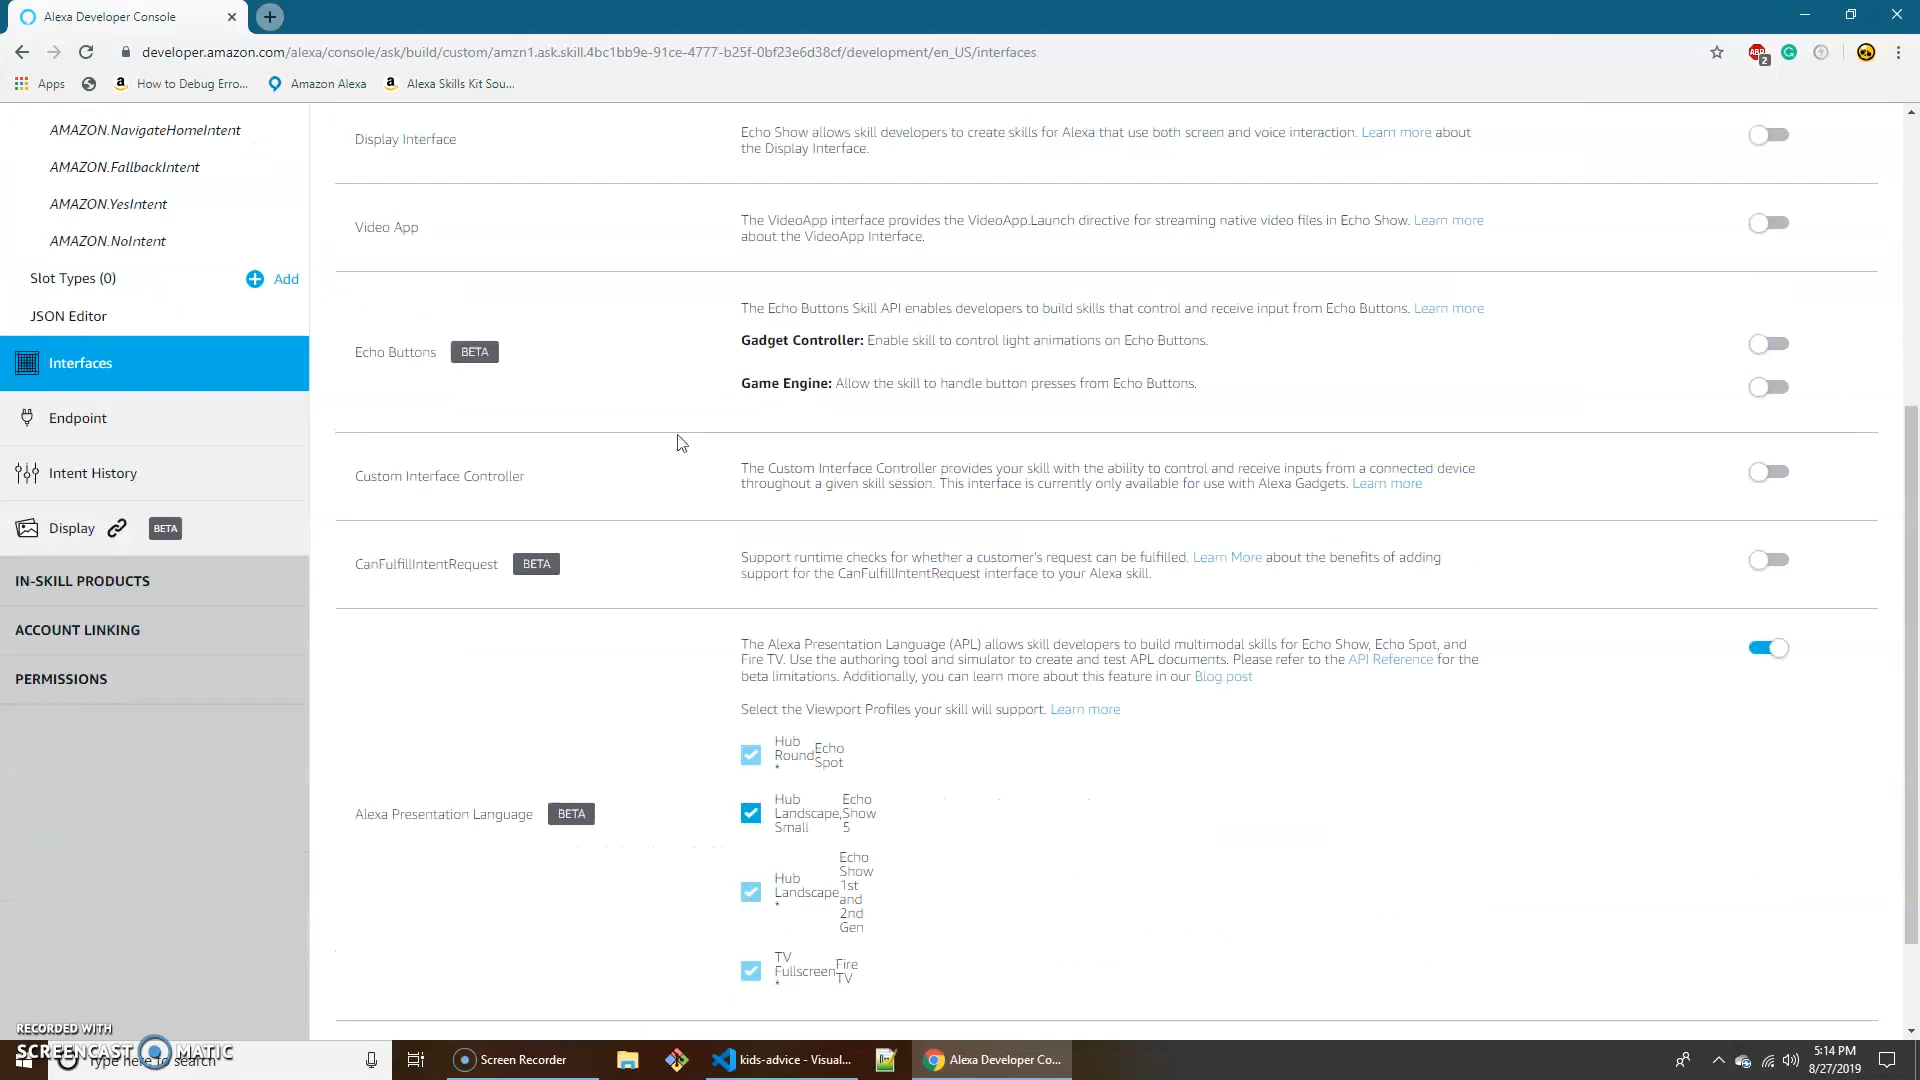 Alexa Developer Console
developer.amazon.com/alexa/console/ask/build/custom/amzn1.ask.skill.4bc1bb9e-91ce-4777-b25f-0bf23e6d38cf/development/en_US/interfaces
ABP
2
Apps
How to Debug Erro...
Amazon Alexa
Alexa Skills Kit Sou...
AMAZON.NavigateHomeIntent
AMAZON.FallbackIntent
AMAZON.YesIntent
AMAZON.NoIntent
Slot Types (0)
Add
JSON Editor
Interfaces
Endpoint
Intent History
Display
BETA
IN-SKILL PRODUCTS
ACCOUNT LINKING
PERMISSIONS
Display Interface
Echo Show allows skill developers to create skills for Alexa that use both screen and voice interaction. Learn more about
the Display Interface.
Video App
The VideoApp interface provides the VideoApp.Launch directive for streaming native video files in Echo Show. Learn more
about the VideoApp Interface.
Echo Buttons
BETA
The Echo Buttons Skill API enables developers to build skills that control and receive input from Echo Buttons. Learn more
Gadget Controller: Enable skill to control light animations on Echo Buttons.
Game Engine: Allow the skill to handle button presses from Echo Buttons.
Custom Interface Controller
The Custom Interface Controller provides your skill with the ability to control and receive inputs from a connected device
throughout a given skill session. This interface is currently only available for use with Alexa Gadgets. Learn more
CanFulfillIntentRequest
BETA
Support runtime checks for whether a customer's request can be fulfilled. Learn More about the benefits of adding
support for the CanFulfillIntentRequest interface to your Alexa skill.
Alexa Presentation Language
BETA
The Alexa Presentation Language (APL) allows skill developers to build multimodal skills for Echo Show, Echo Spot, and
Fire TV. Use the authoring tool and simulator to create and test APL documents. Please refer to the API Reference for the
beta limitations. Additionally, you can learn more about this feature in our Blog post
Select the Viewport Profiles your skill will support. Learn more
Hub
Round
*
Echo
Spot
Hub
Landscape,
Small
Echo
Show
5
Hub
Landscape
*
Echo
Show
1st
and
2nd
Gen
TV
Fullscreen
*
Fire
TV
RECORDED WITH
SCREENCAST MATIC
Type here to search
Screen Recorder
kids-advice - Visual...
Alexa Developer Co...
5:14 PM
8/27/2019